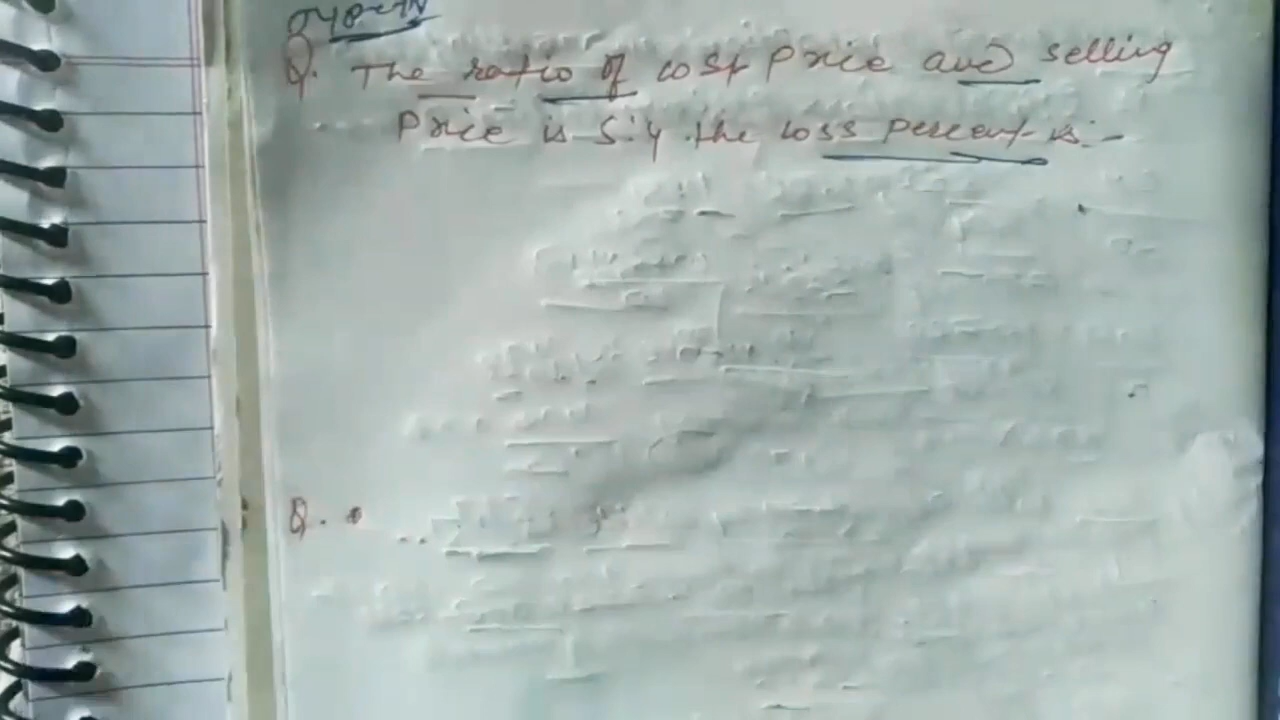 Q. The ratio of cost price and selling
Price is 5:4 the loss percent is:-
Q.